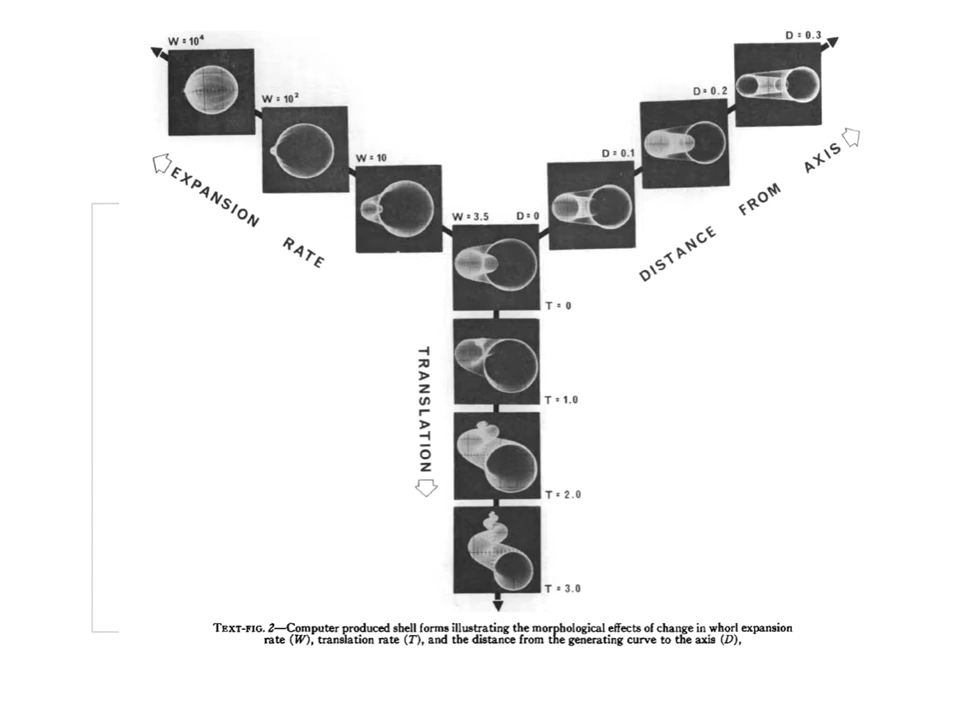 W = 10⁴
D = 0.3
W = 10²
D = 0.2
W = 10
D = 0.1
EXPANSION RATE
DISTANCE FROM AXIS
W = 3.5 D = 0
T = 0
TRANSLATION
T = 1.0
T = 2.0
T = 3.0
TEXT-FIG. 2—Computer produced shell forms illustrating the morphological effects of change in whorl expansion
rate (W), translation rate (T), and the distance from the generating curve to the axis (D),